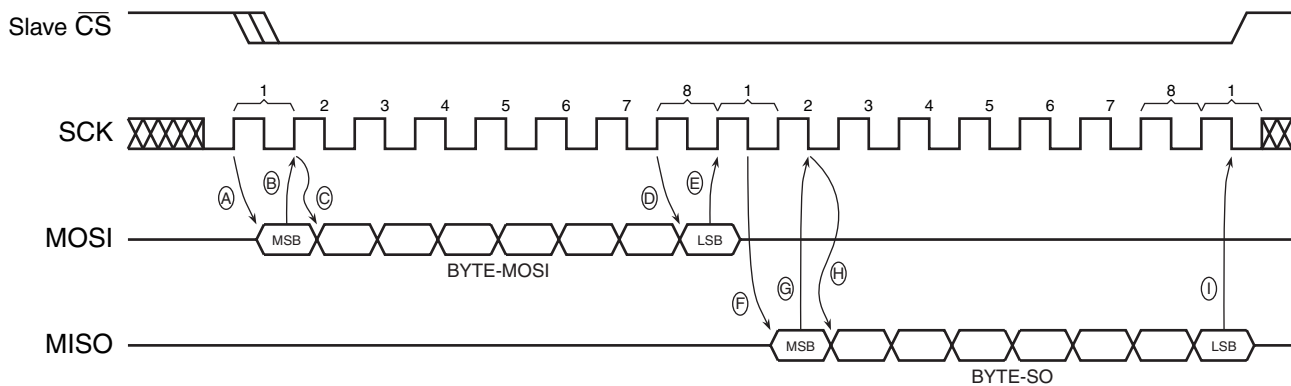 Slave CS
1 2 3 4 5 6 7 8 1 2 3 4 5 6 7 8 1
SCK
A B C D E
MOSI MSB LSB
BYTE-MOSI
F G H I
MISO MSB LSB
BYTE-SO